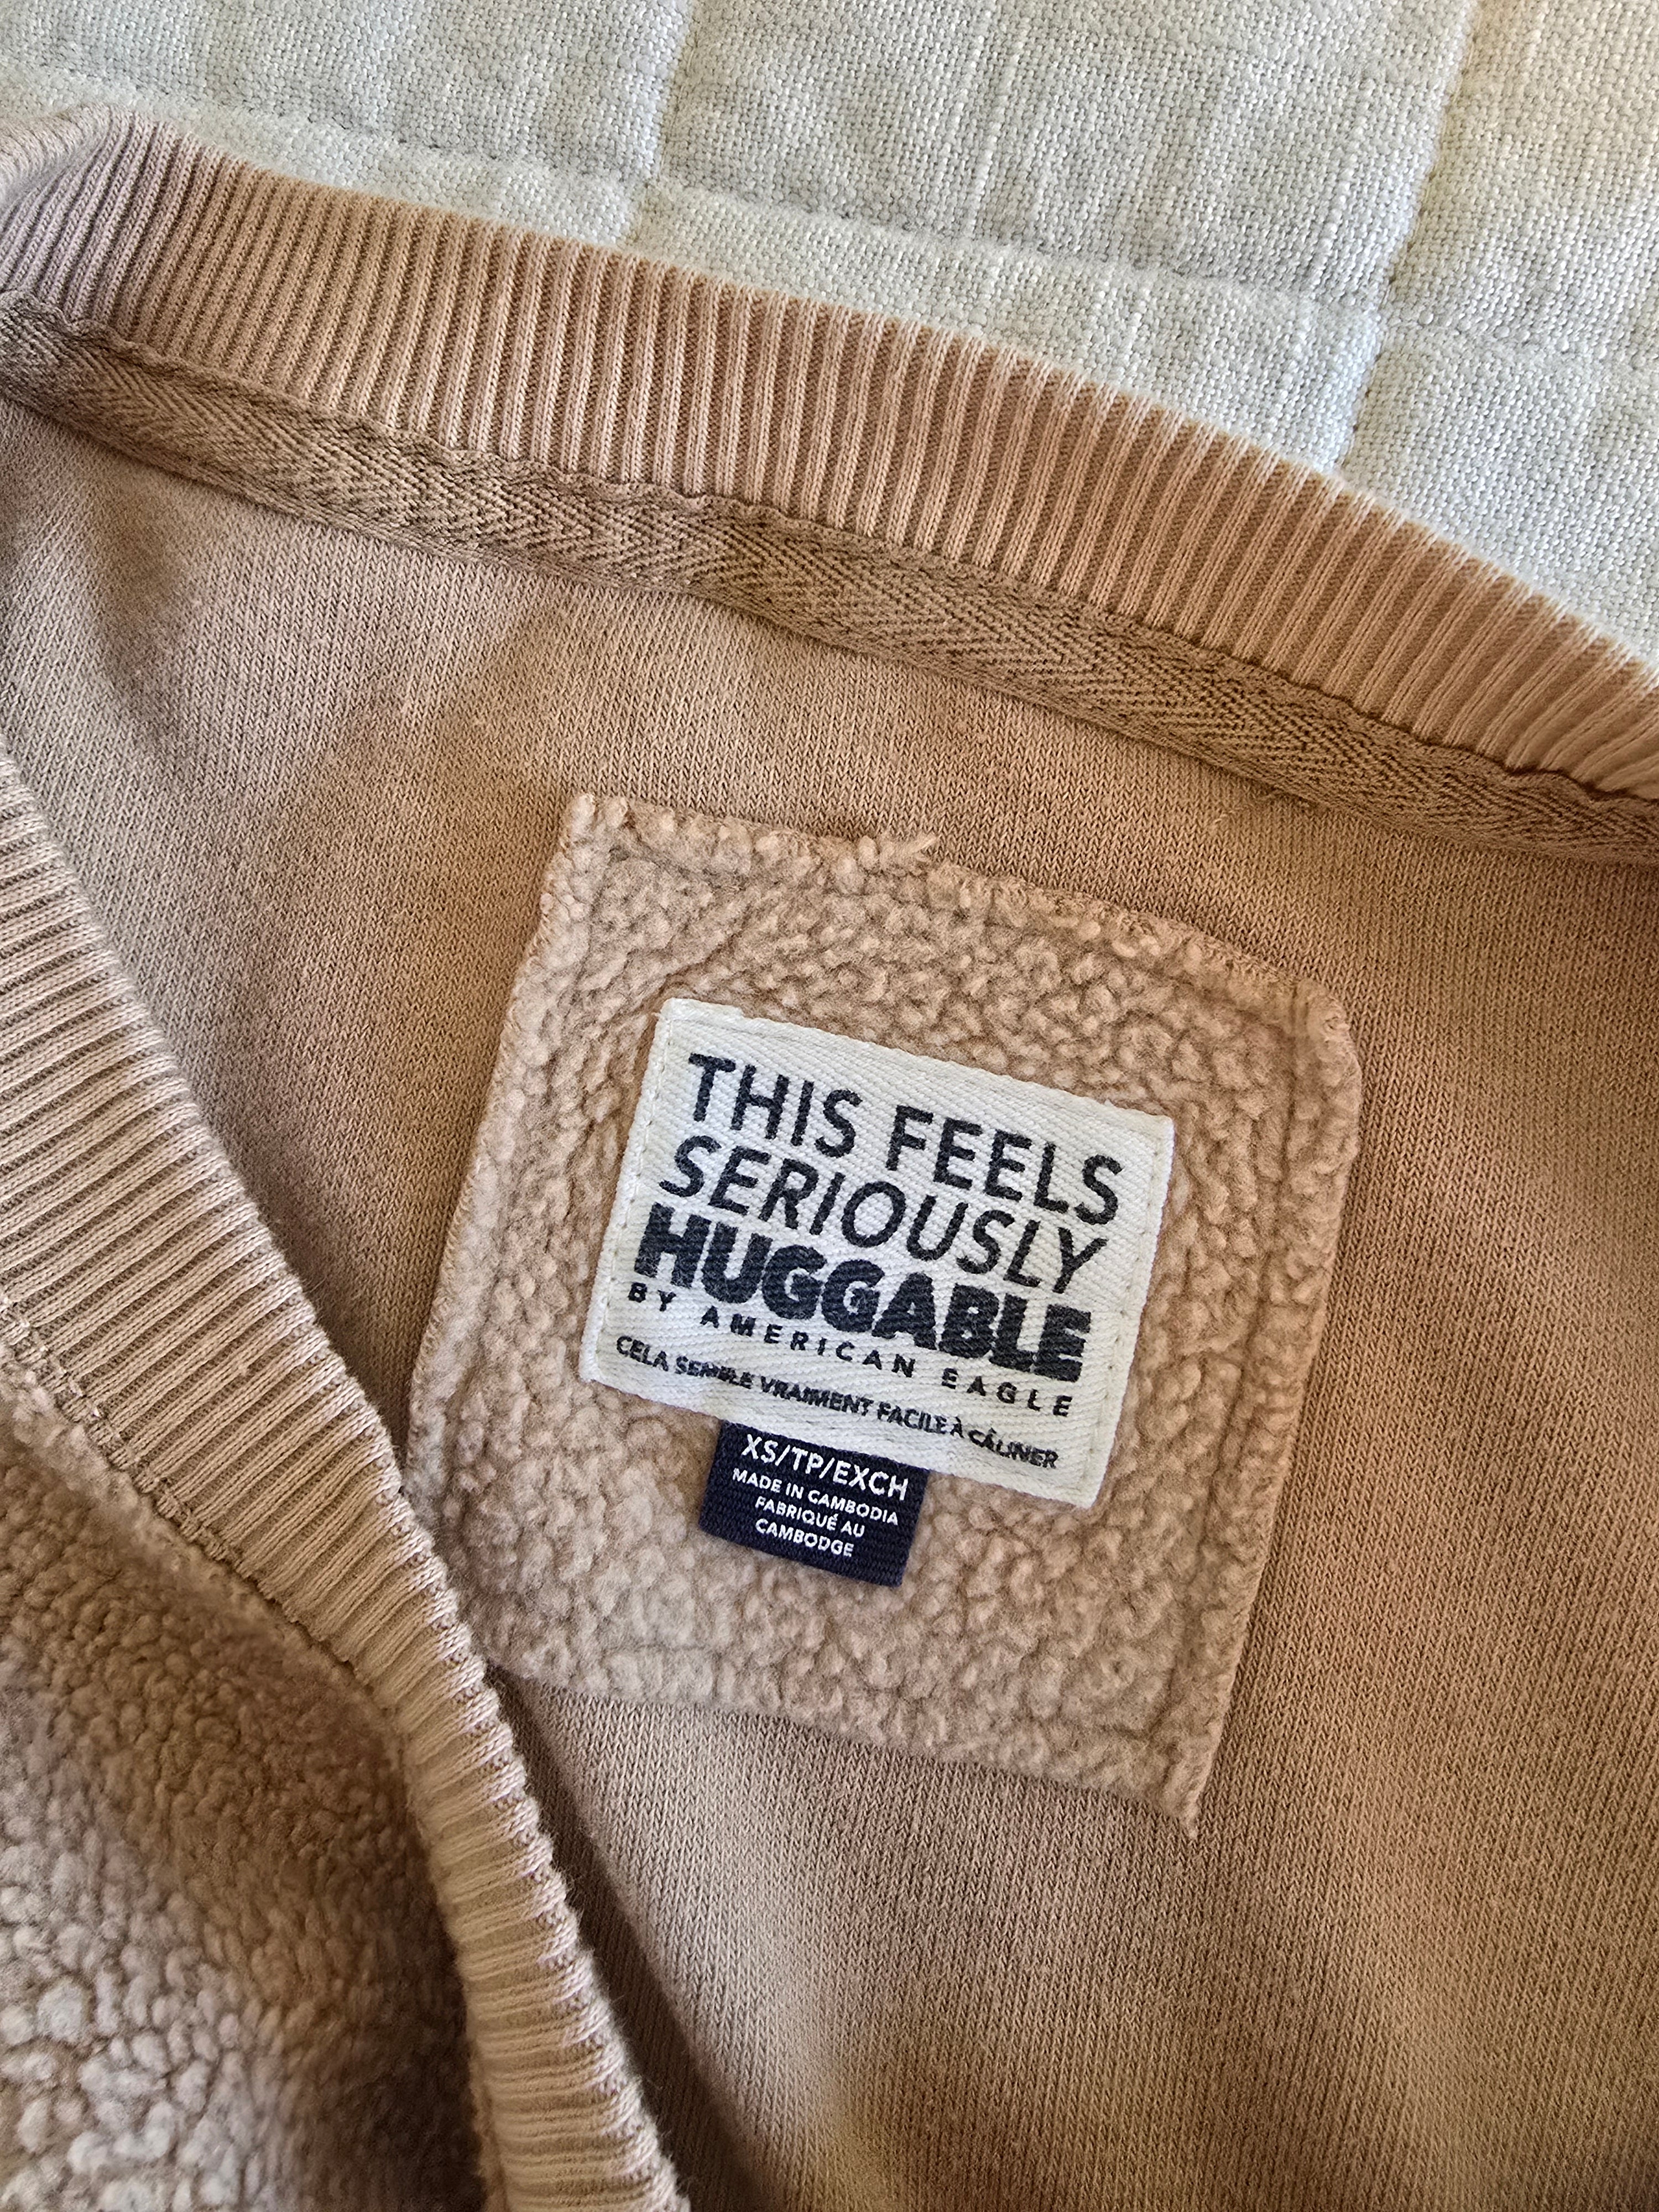 THIS FEELS
SERIOUSLY
HUGGABLE
BY AMERICAN EAGLE
CELA SEMBLE VRAIMENT FACILE À CÂLINER
XS/TP/EXCH
MADE IN CAMBODIA
FABRIQUÉ AU
CAMBODGE